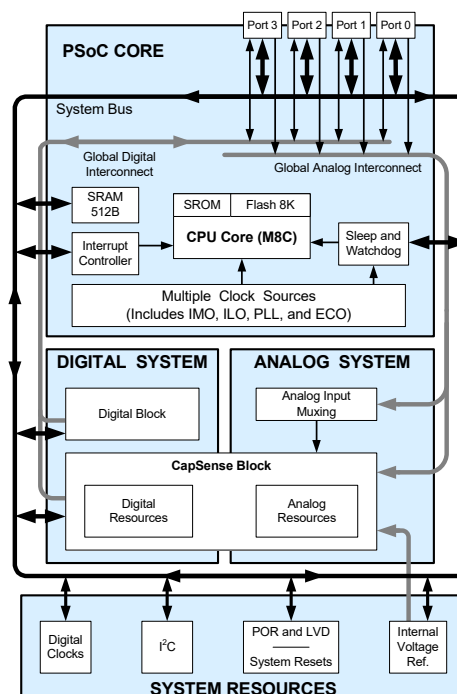 Port 3 Port 2 Port 1 Port 0
PSoC CORE
System Bus
Global Digital
Interconnect
Global Analog Interconnect
SRAM
512B
SROM Flash 8K
CPU Core (M8C)
Interrupt
Controller
Sleep and
Watchdog
Multiple Clock Sources
(Includes IMO, ILO, PLL, and ECO)
DIGITAL SYSTEM
ANALOG SYSTEM
Digital Block
Analog Input
Muxing
CapSense Block
Digital
Resources
Analog
Resources
Digital
Clocks
I²C
POR and LVD
System Resets
Internal
Voltage
Ref.
SYSTEM RESOURCES